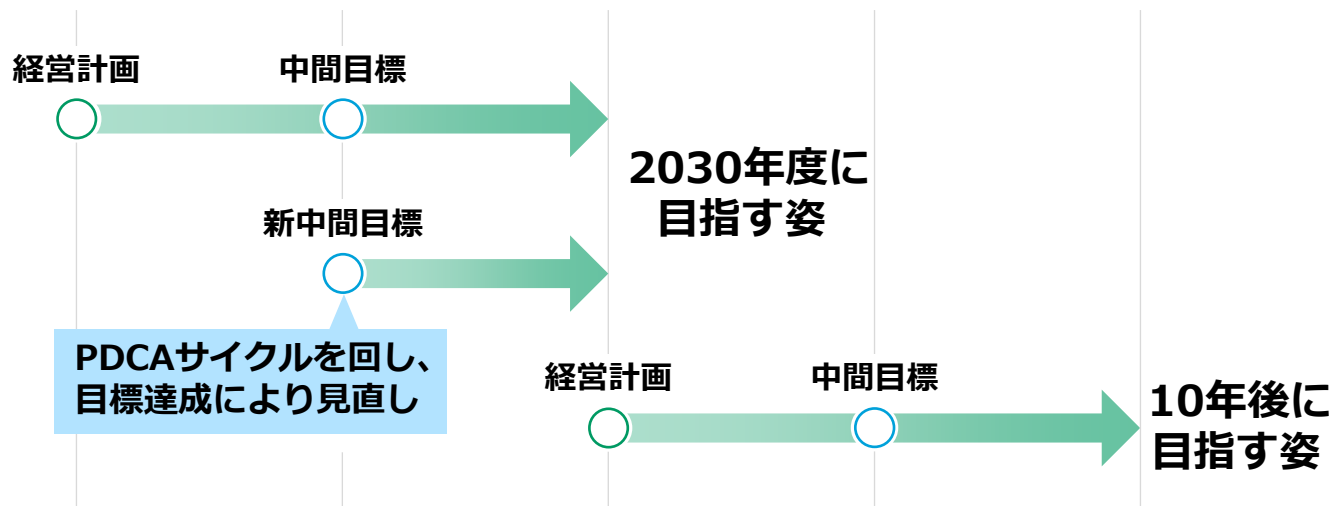 経営計画
中間目標
2030年度に
目指す姿
新中間目標
PDCAサイクルを回し、
目標達成により見直し
経営計画
中間目標
10年後に
目指す姿